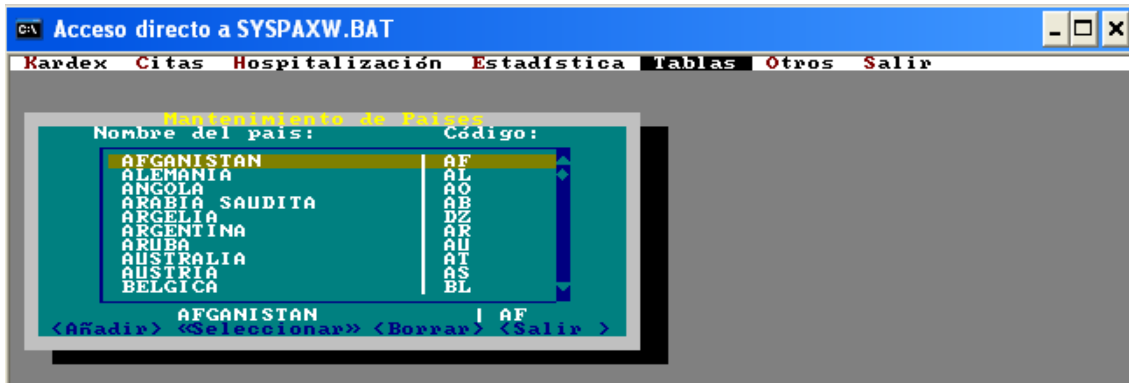 Acceso directo a SYSPAXW.BAT
Kardex Citas Hospitalización Estadística Tablas Otros Salir
Mantenimiento de Paises
Nombre del pais: Código:
AFGANISTAN | AF
ALEMANIA | AL
ANGOLA | AO
ARABIA SAUDITA | AB
ARGELIA | DZ
ARGENTINA | AR
ARUBA | AU
AUSTRALIA | AT
AUSTRIA | AS
BELGICA | BL
AFGANISTAN | AF
<Añadir> «Seleccionar» <Borrar> <Salir >